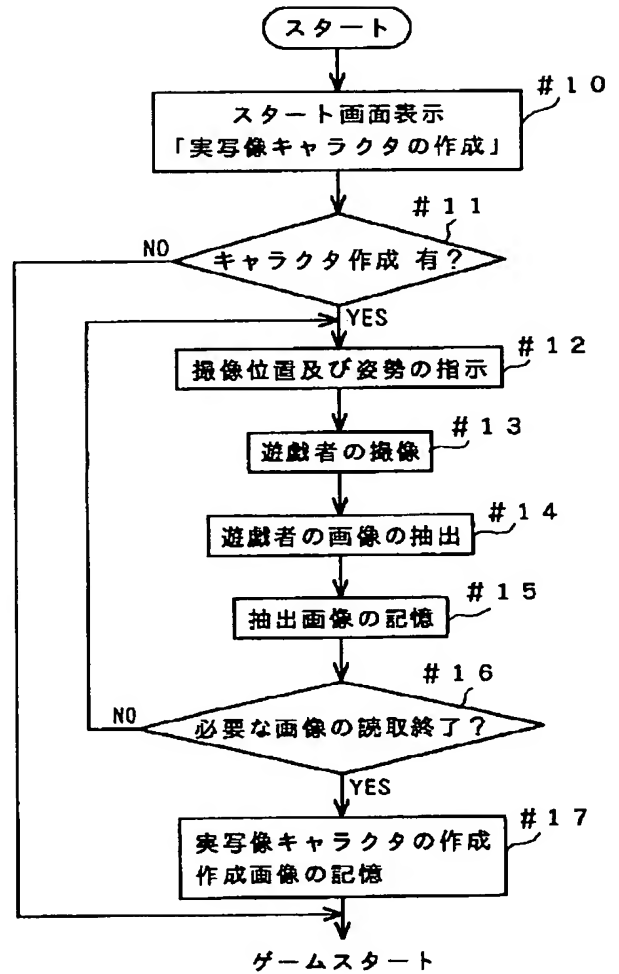 スタート
#10
スタート画面表示
「実写像キャラクタの作成」
#11
キャラクタ作成 有?
NO
YES
#12
撮像位置及び姿勢の指示
#13
遊戯者の撮像
#14
遊戯者の画像の抽出
#15
抽出画像の記憶
#16
必要な画像の読取終了?
NO
YES
#17
実写像キャラクタの作成
作成画像の記憶
ゲームスタート